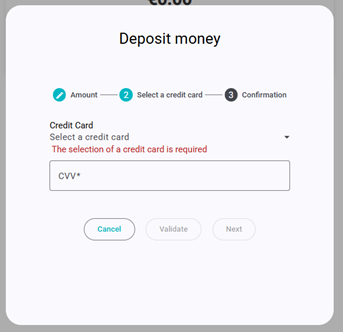 €0.00
Deposit money
Amount
2 Select a credit card
3 Confirmation
Credit Card
Select a credit card
The selection of a credit card is required
CVV*
Cancel Validate Next